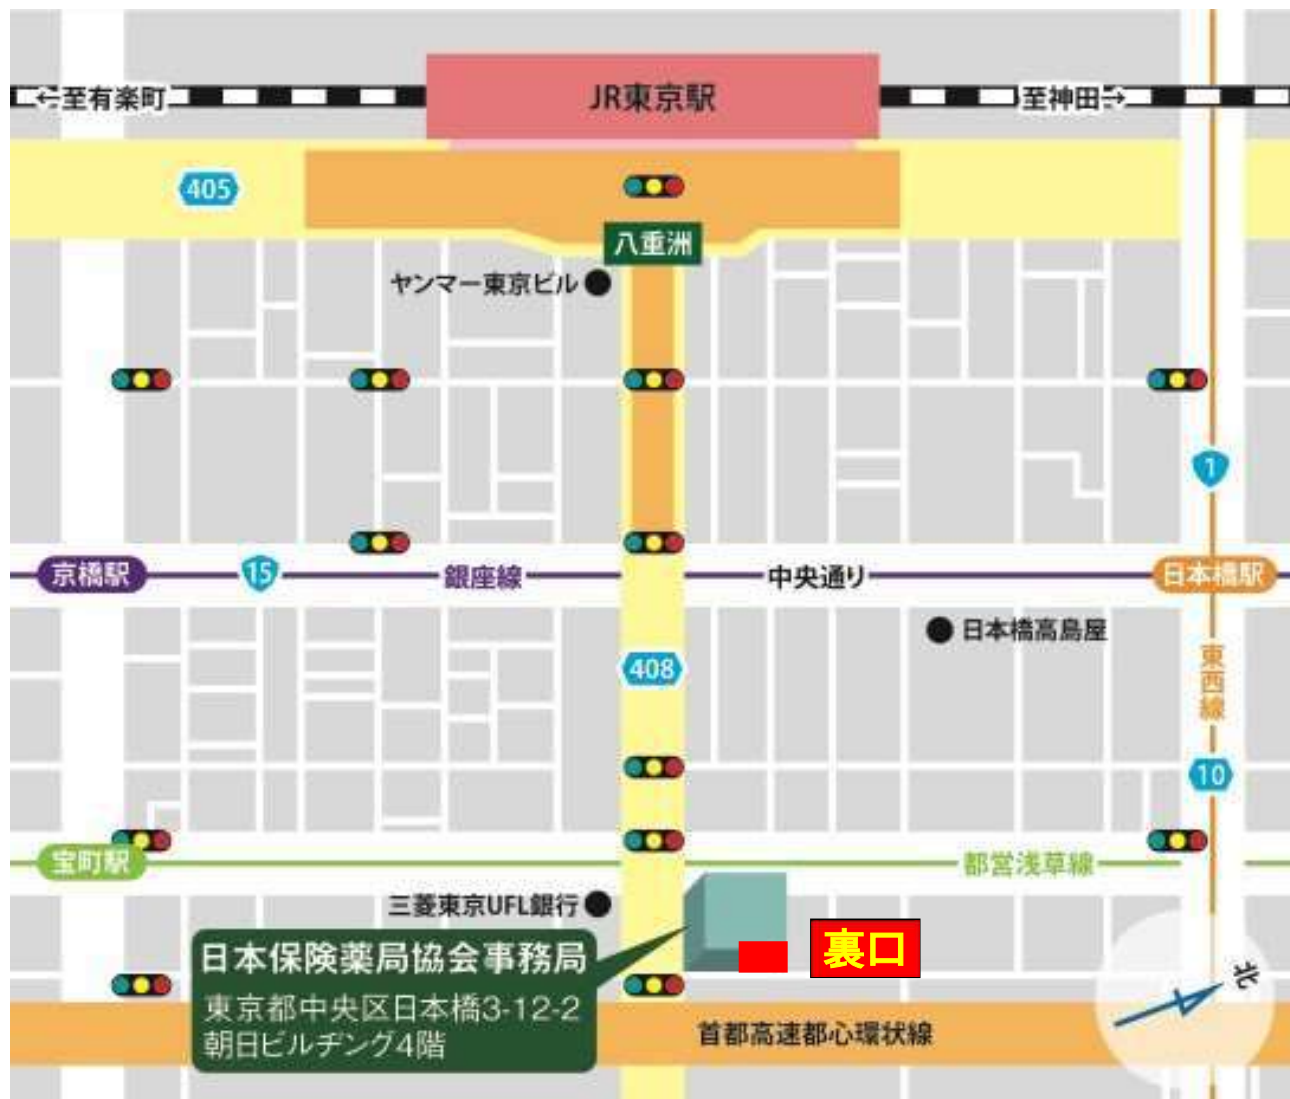 ←至有楽町
JR東京駅
至神田→
405
八重洲
ヤンマー東京ビル
1
京橋駅
15
銀座線
中央通り
日本橋駅
日本橋高島屋
408
東西線
10
宝町駅
都営浅草線
三菱東京UFL銀行
裏口
日本保険薬局協会事務局
東京都中央区日本橋3-12-2
朝日ビルヂング4階
首都高速都心環状線
北